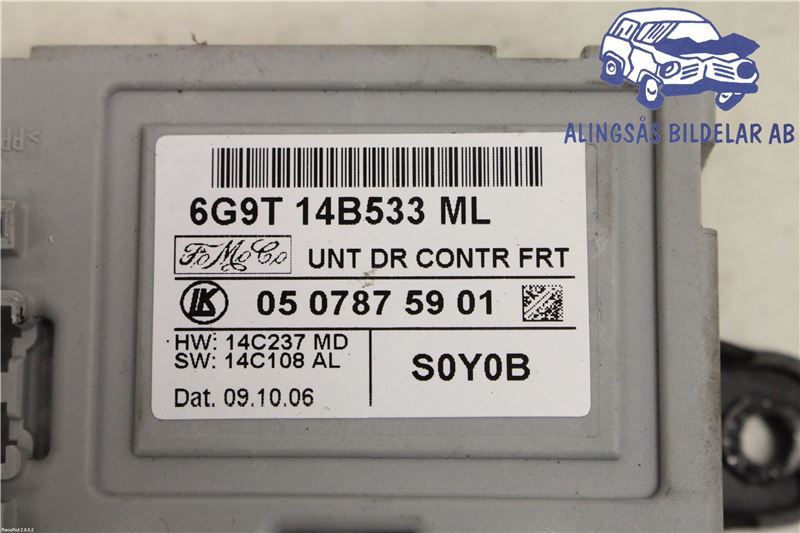 ALINGSÅS BILDELAR AB
6G9T 14B533 ML
FoMoCo UNT DR CONTR FRT
LK 05 0787 59 01
HW: 14C237 MD
SW: 14C108 AL
S0Y0B
Dat. 09.10.06